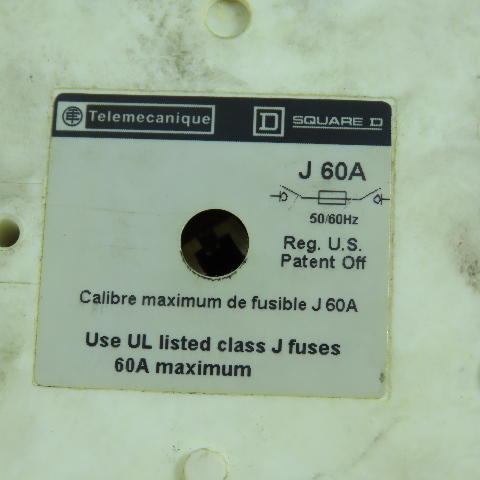 Telemecanique
D SQUARE D
J 60A
50/60Hz
Reg. U.S.
Patent Off
Calibre maximum de fusible J 60A
Use UL listed class J fuses
60A maximum